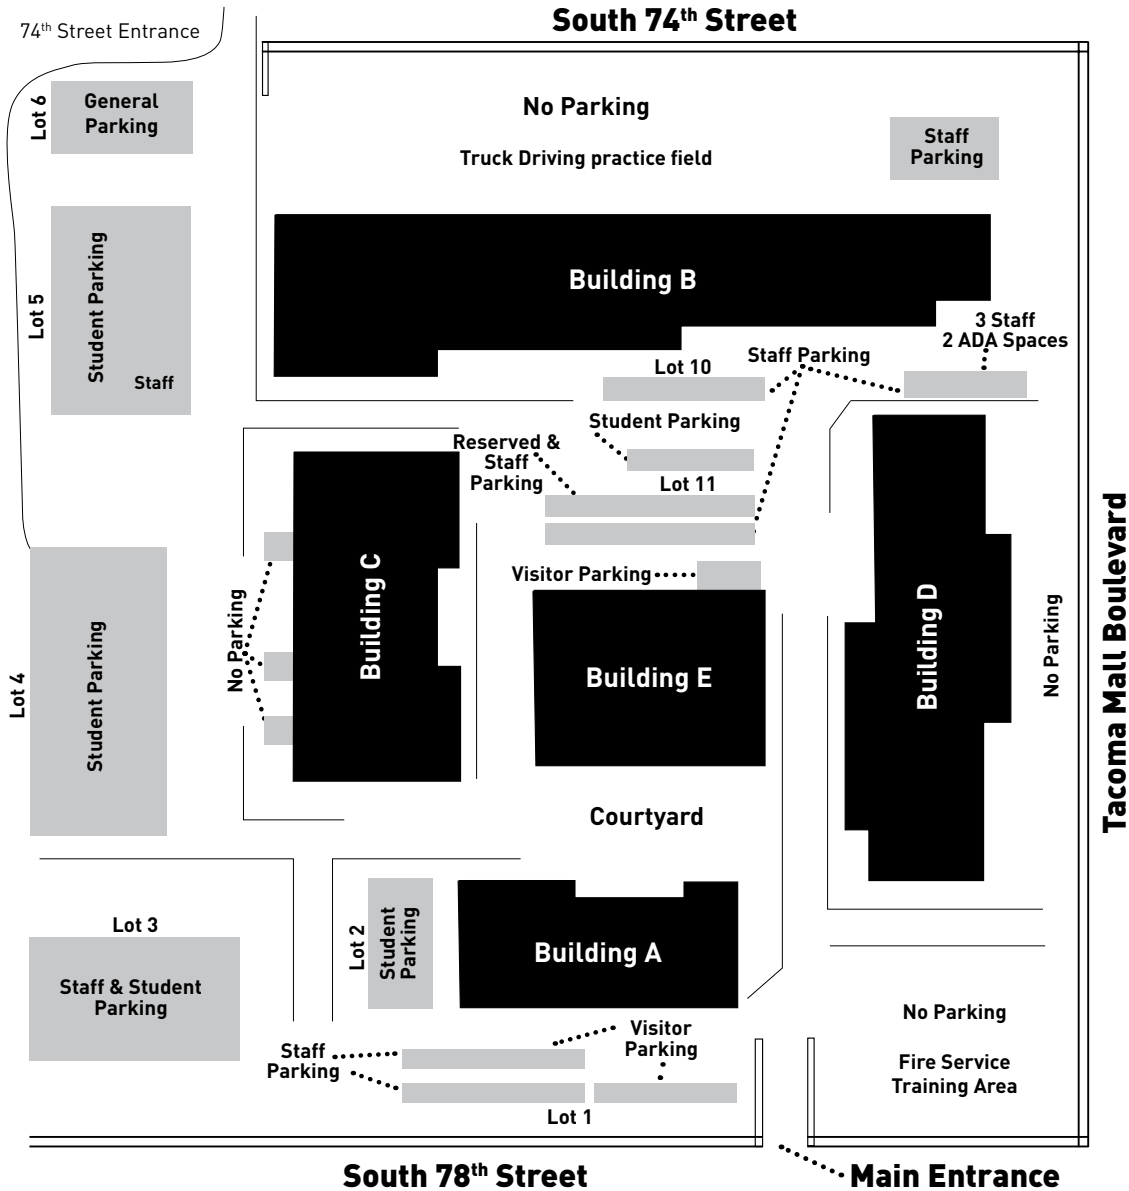 South 74th Street
74th Street Entrance
Lot 6
General
Parking
No Parking
Truck Driving practice field
Staff
Parking
Lot 5
Student Parking
Staff
Building B
3 Staff
2 ADA Spaces
Staff Parking
Lot 10
Student Parking
Reserved &
Staff
Parking
Lot 11
Visitor Parking
Building C
No Parking
Building E
Building D
No Parking
Tacoma Mall Boulevard
Lot 4
Student Parking
Courtyard
Lot 3
Staff & Student
Parking
Lot 2
Student
Parking
Building A
No Parking
Fire Service
Training Area
Staff
Parking
Visitor
Parking
Lot 1
South 78th Street
Main Entrance